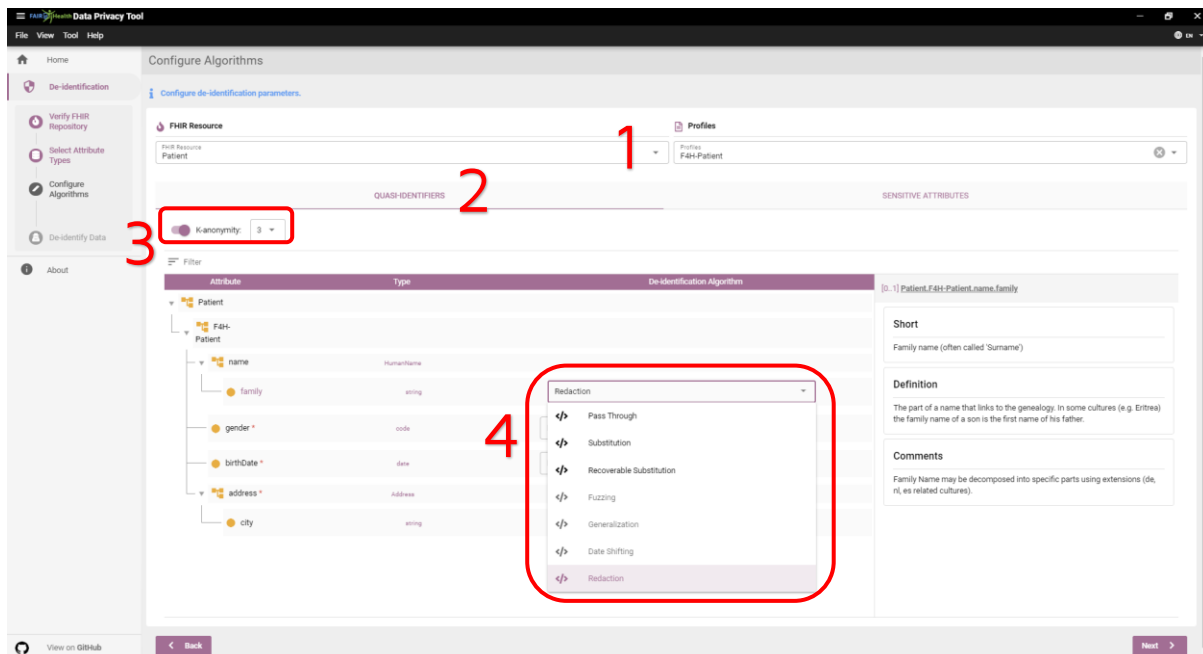 FAIR4Health Data Privacy Tool
File View Tool Help
EN
Home
De-identification
Verify FHIR
Repository
Select Attribute
Types
Configure
Algorithms
De-identify Data
About
View on GitHub
Configure Algorithms
Configure de-identification parameters.
FHIR Resource
Profiles
1
FHIR Resource
Patient
Profiles
F4H-Patient
QUASI-IDENTIFIERS
2
SENSITIVE ATTRIBUTES
3
K-anonymity: 3
Filter
Attribute Type De-identification Algorithm
Patient
F4H-
Patient
name HumanName
family string
gender * code
birthDate * date
address * Address
city string
4
Redaction
</> Pass Through
</> Substitution
</> Recoverable Substitution
</> Fuzzing
</> Generalization
</> Date Shifting
</> Redaction
[0..1] Patient.F4H-Patient.name.family
Short
Family name (often called 'Surname')
Definition
The part of a name that links to the genealogy. In some cultures (e.g. Eritrea)
the family name of a son is the first name of his father.
Comments
Family Name may be decomposed into specific parts using extensions (de,
nl, es related cultures).
Back
Next